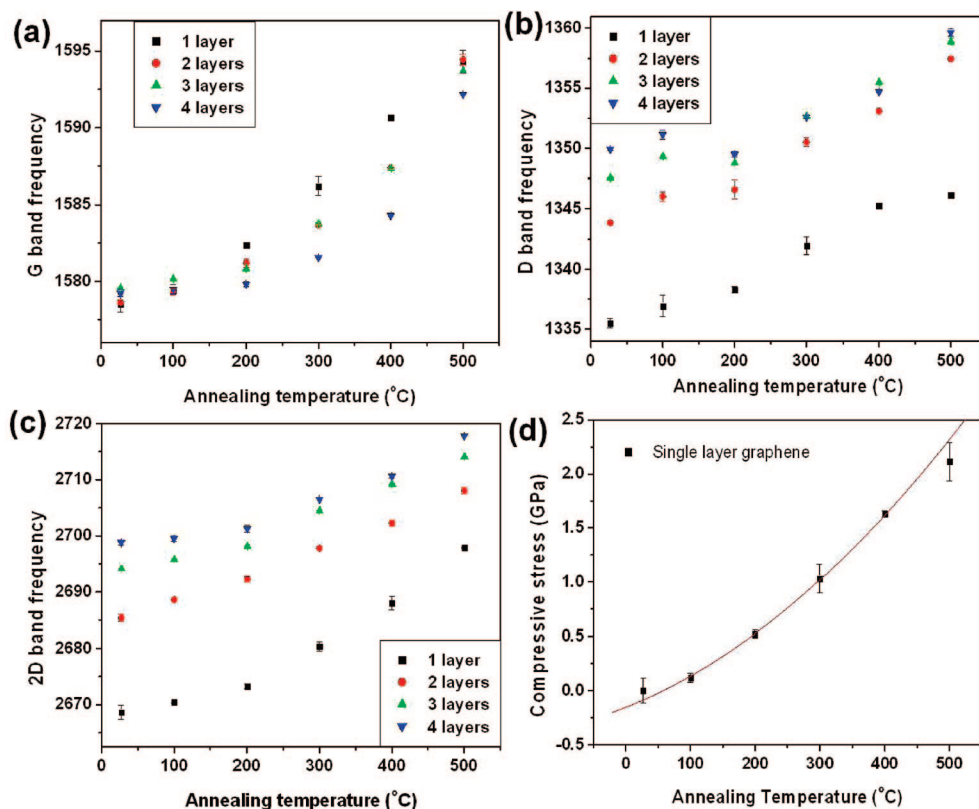 (a)
1 layer
2 layers
3 layers
4 layers
1595
1590
1585
1580
G band frequency
100 200 300 400 500
Annealing temperature (°C)
(b)
1 layer
2 layers
3 layers
4 layers
1360
1355
1350
1345
1340
1335
D band frequency
0 100 200 300 400 500
Annealing temperature (°C)
(c)
2720
2710
2700
2690
2680
2670
2D band frequency
1 layer
2 layers
3 layers
4 layers
100 200 300 400 500
Annealing temperature (°C)
(d)
Single layer graphene
2.5
2.0
1.5
1.0
0.5
0.0
-0.5
Compressive stress (GPa)
0 100 200 300 400 500
Annealing Temperature (°C)